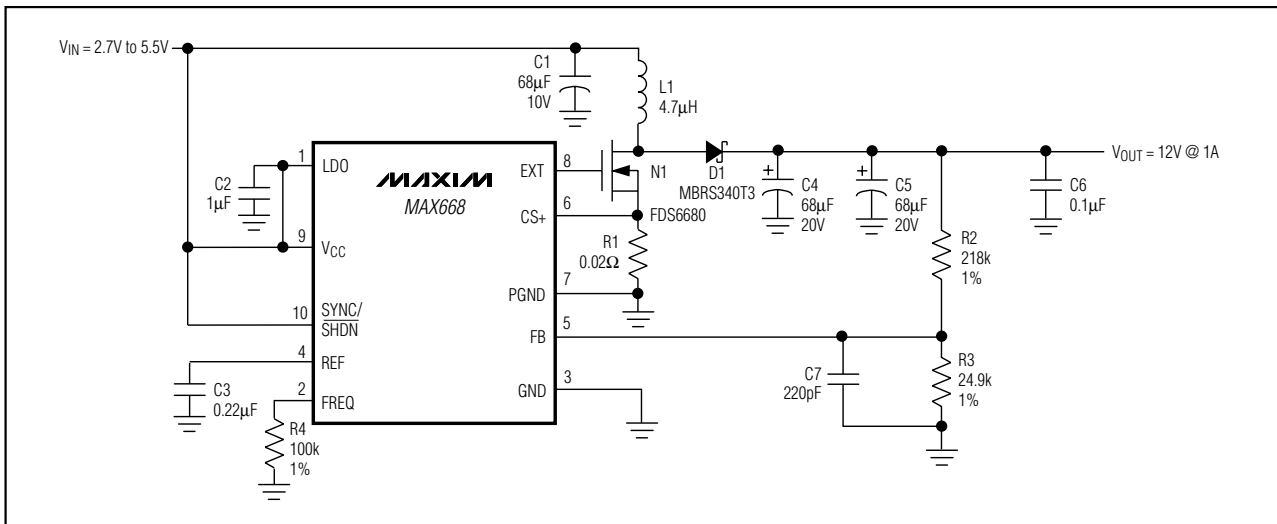 VIN = 2.7V to 5.5V
C1
68µF
10V
L1
4.7µH
1
LDO
MAXIM
MAX668
EXT
8
N1
FDS6680
D1
MBRS340T3
+
C4
68µF
20V
+
C5
68µF
20V
VOUT = 12V @ 1A
C6
0.1µF
C2
1µF
9
VCC
CS+
6
R1
0.02Ω
R2
218k
1%
10
SYNC/
SHDN
PGND
7
4
REF
FB
5
C3
0.22µF
2
FREQ
GND
3
C7
220pF
R3
24.9k
1%
R4
100k
1%